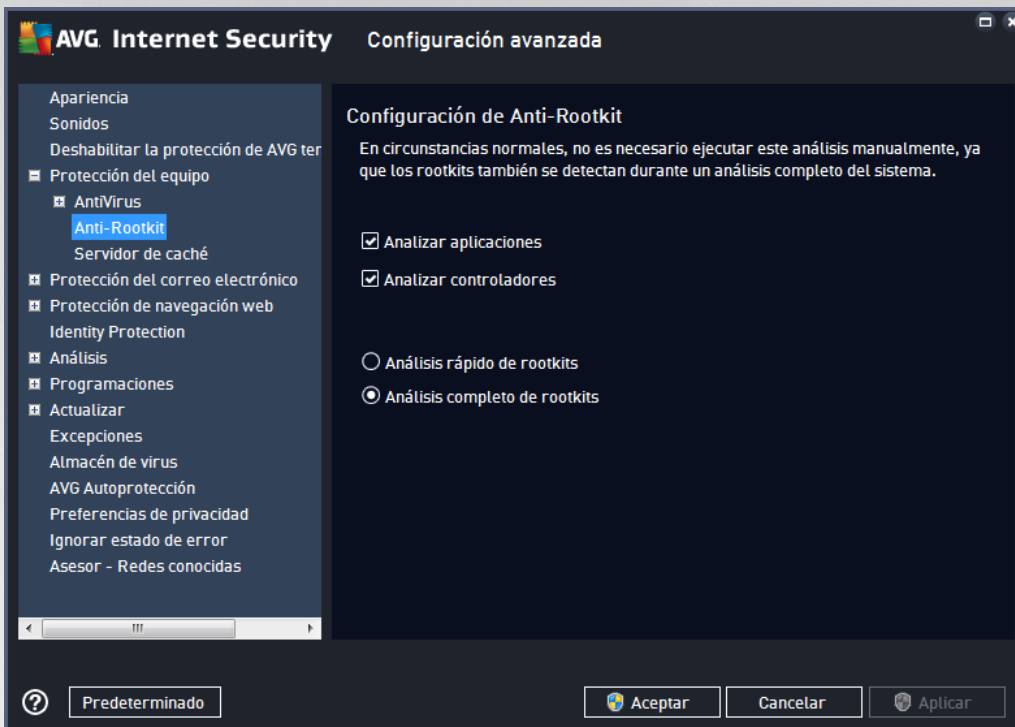 AVG. Internet Security Configuración avanzada
Apariencia
Sonidos
Deshabilitar la protección de AVG ter
Protección del equipo
AntiVirus
Anti-Rootkit
Servidor de caché
Protección del correo electrónico
Protección de navegación web
Identity Protection
Análisis
Programaciones
Actualizar
Excepciones
Almacén de virus
AVG Autoprotección
Preferencias de privacidad
Ignorar estado de error
Asesor - Redes conocidas
Configuración de Anti-Rootkit
En circunstancias normales, no es necesario ejecutar este análisis manualmente, ya
que los rootkits también se detectan durante un análisis completo del sistema.
Analizar aplicaciones
Analizar controladores
Análisis rápido de rootkits
Análisis completo de rootkits
Predeterminado
Aceptar
Cancelar
Aplicar